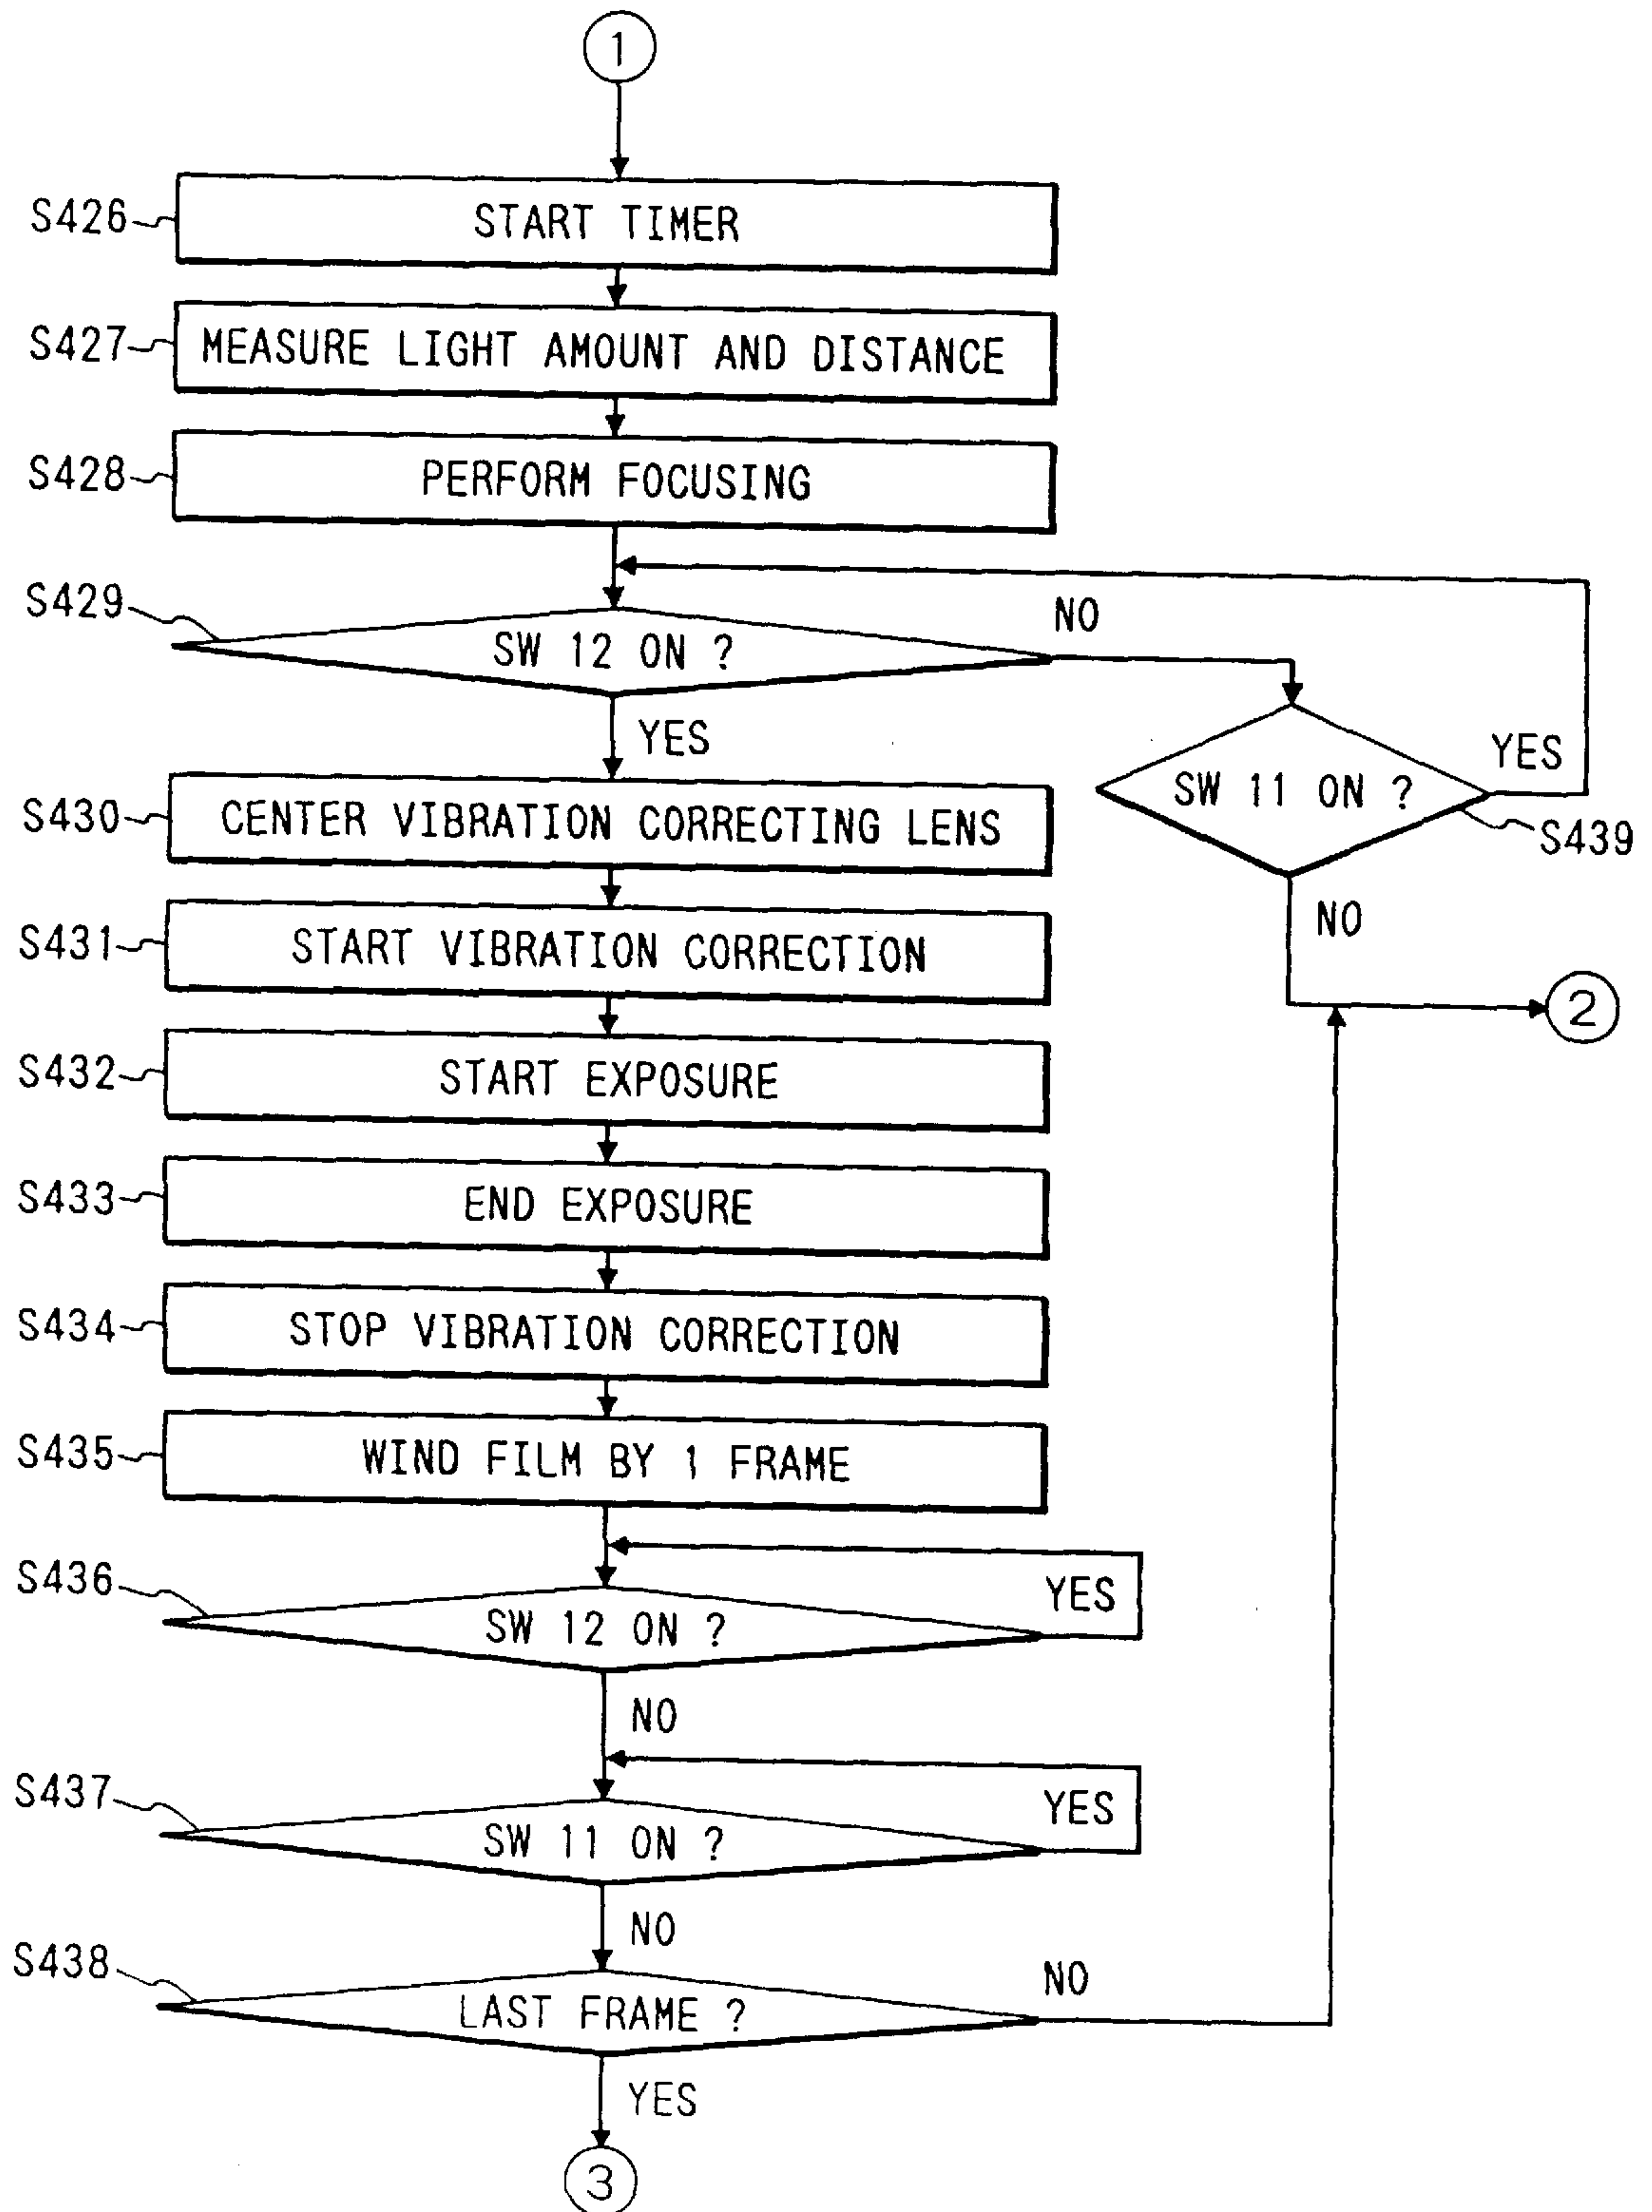 1
S426
START TIMER
S427
MEASURE LIGHT AMOUNT AND DISTANCE
S428
PERFORM FOCUSING
S429
SW 12 ON ?
NO
YES
SW 11 ON ?
YES
S439
NO
2
S430
CENTER VIBRATION CORRECTING LENS
S431
START VIBRATION CORRECTION
S432
START EXPOSURE
S433
END EXPOSURE
S434
STOP VIBRATION CORRECTION
S435
WIND FILM BY 1 FRAME
S436
SW 12 ON ?
YES
NO
S437
SW 11 ON ?
YES
NO
S438
LAST FRAME ?
NO
YES
3